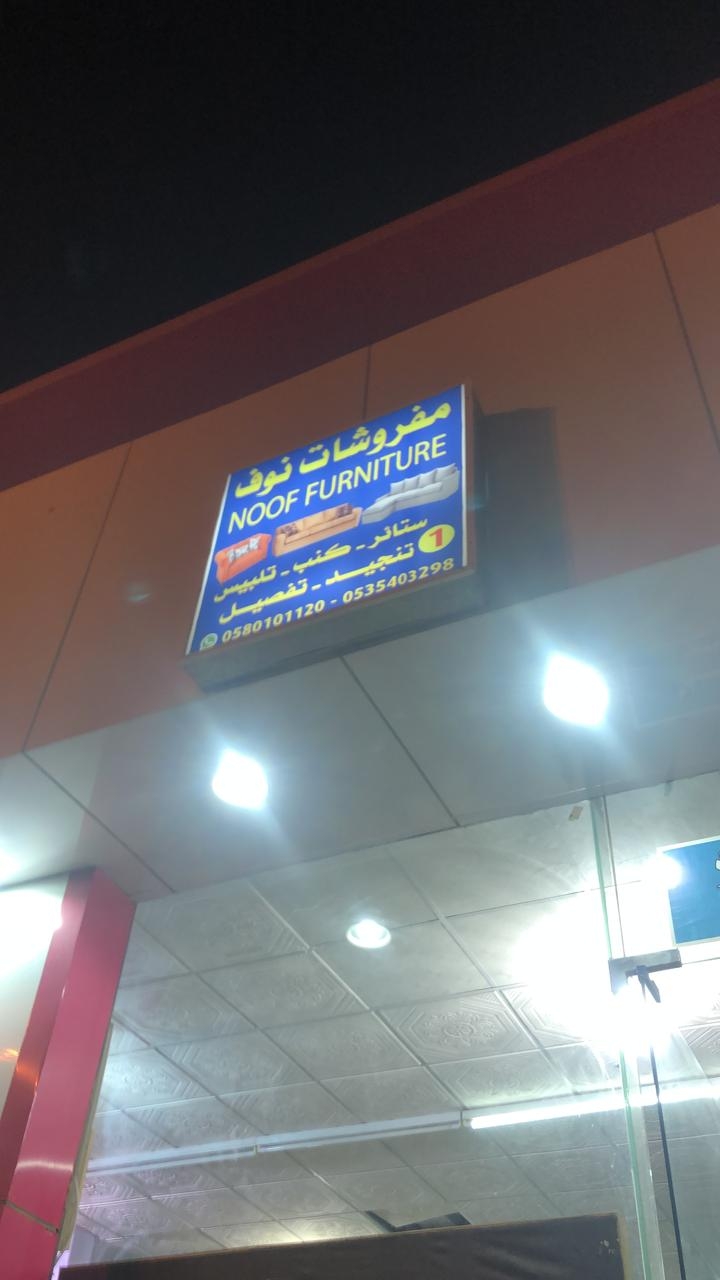 مفروشات نوف
NOOF FURNITURE
ستائر - كنب - تلبيس
تنجيد - تفصيل
1
0580101120 - 0535403298